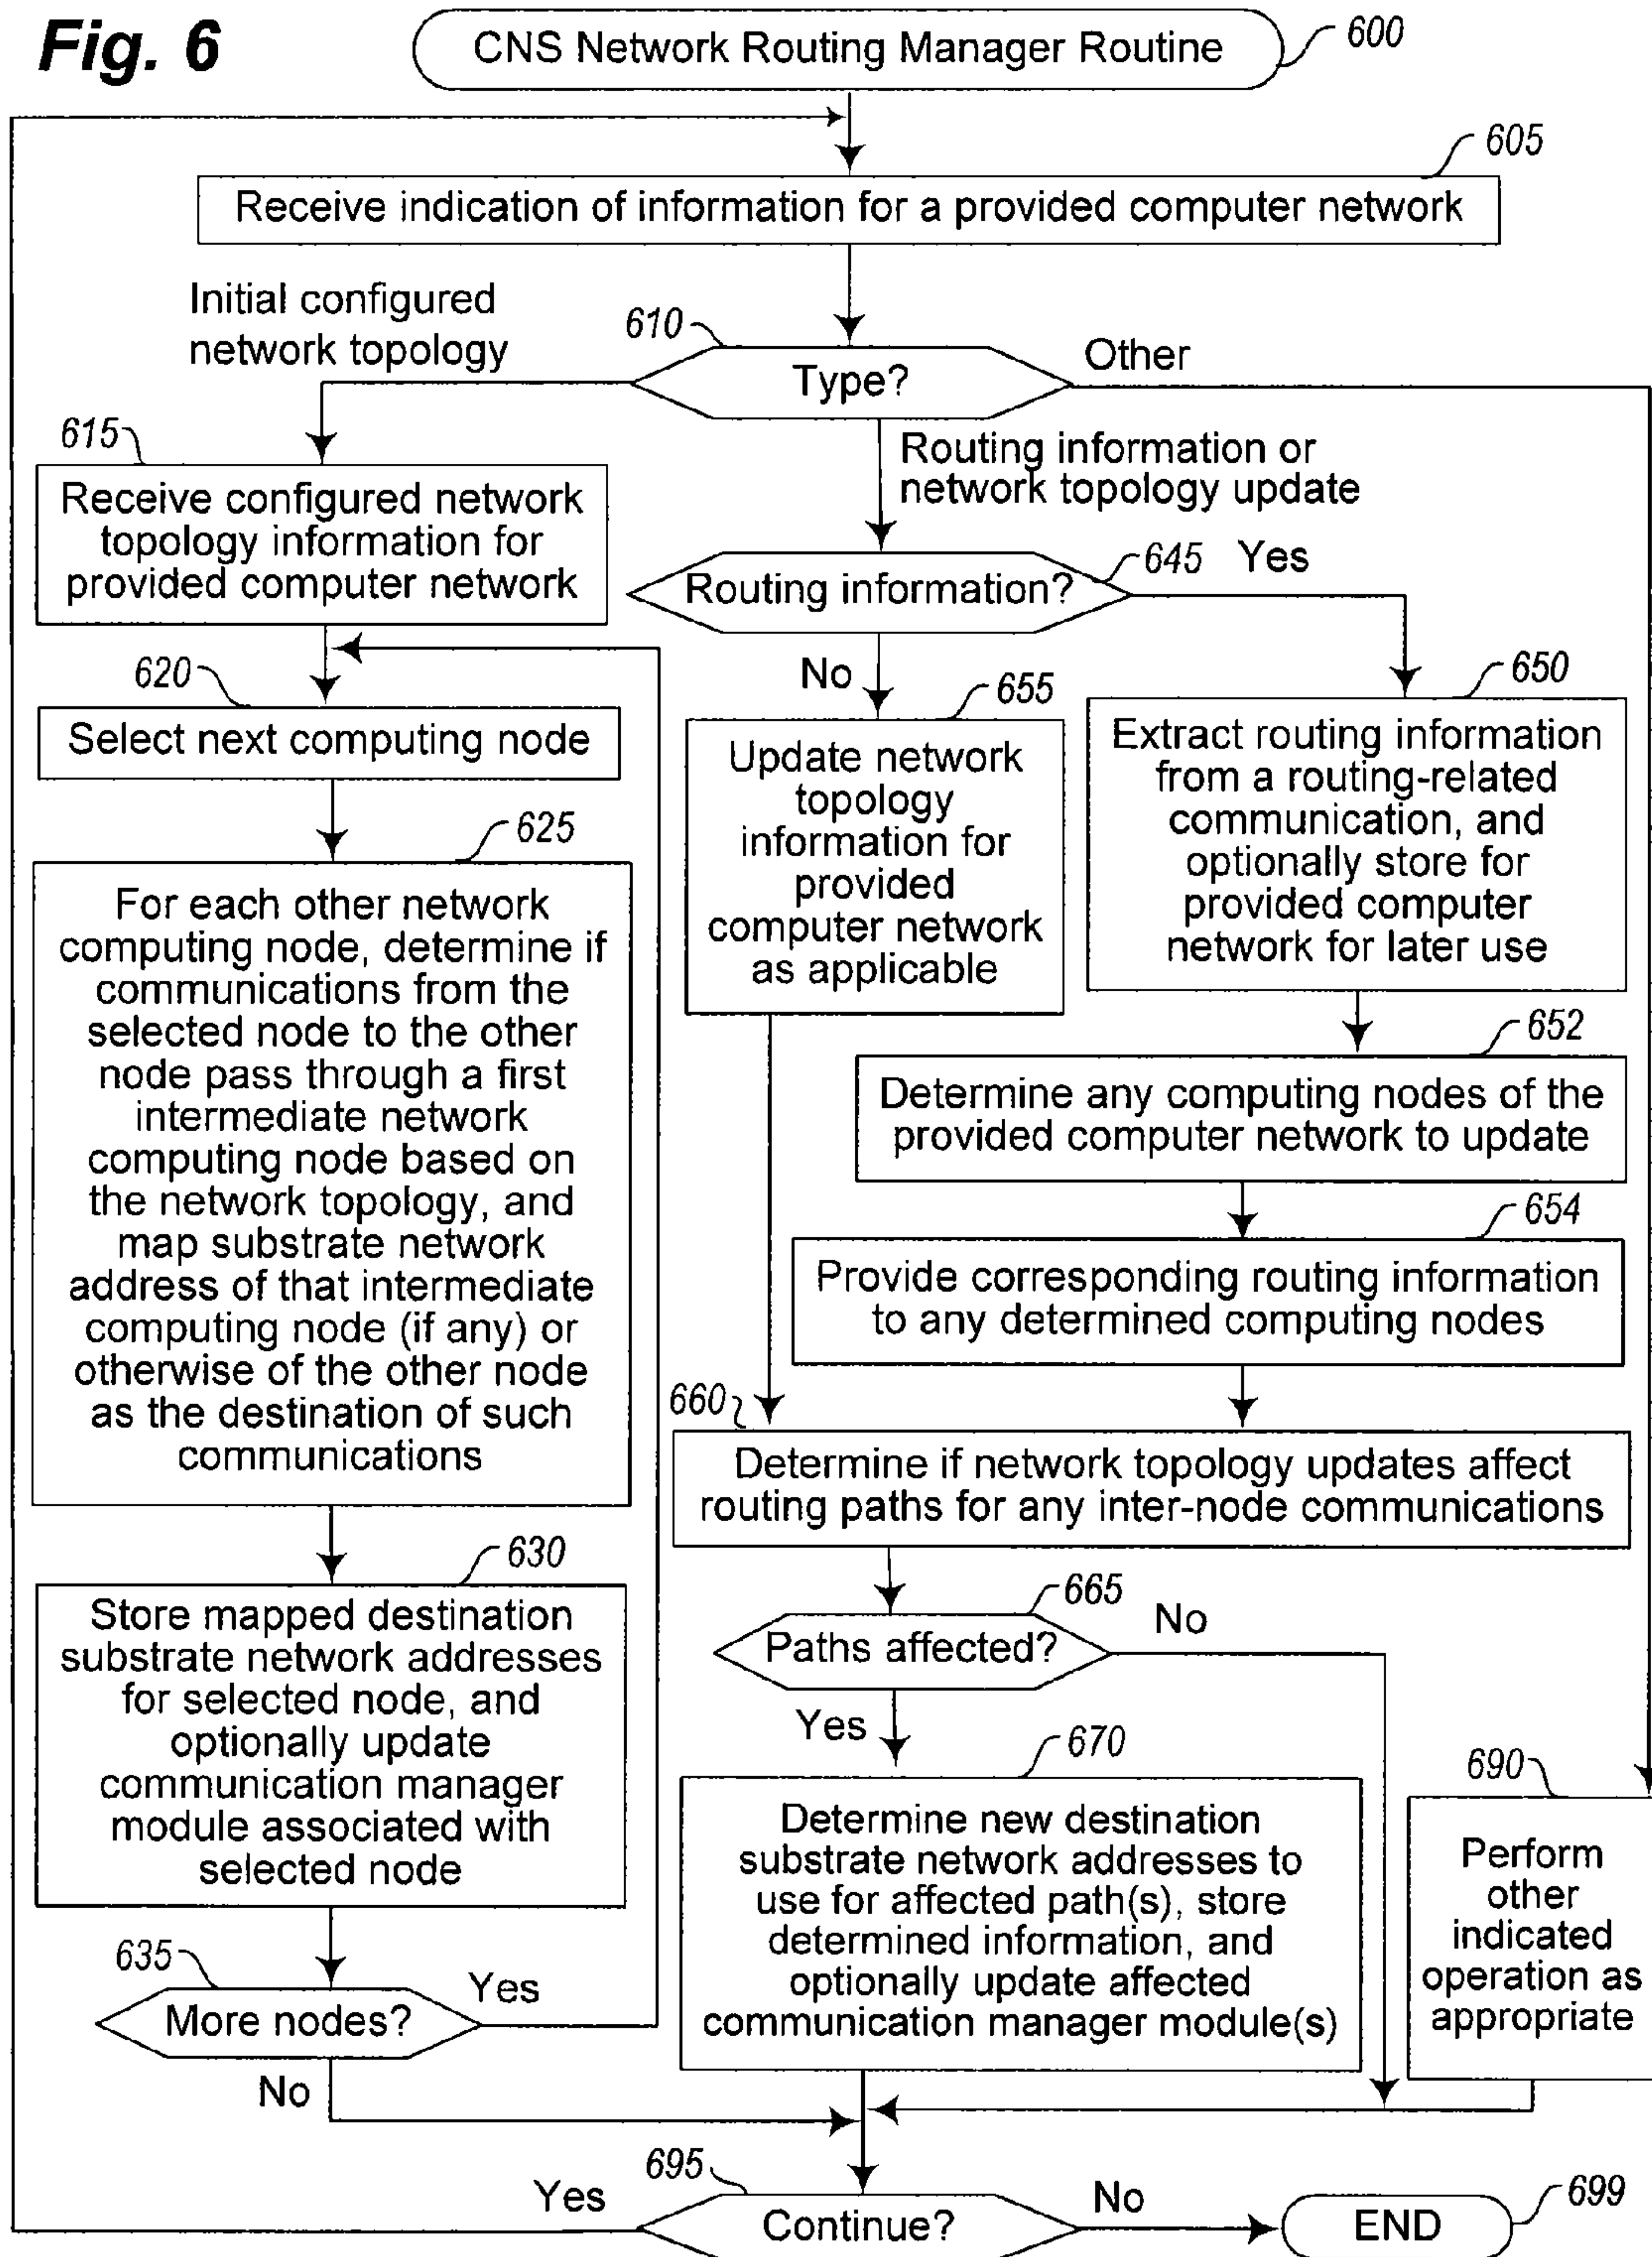 Fig. 6
CNS Network Routing Manager Routine
600
605
Receive indication of information for a provided computer network
Initial configured
network topology
610
Type?
Other
615
Receive configured network
topology information for
provided computer network
Routing information or
network topology update
Routing information?
645
Yes
620
Select next computing node
No
655
Update network
topology
information for
provided
computer network
as applicable
650
Extract routing information
from a routing-related
communication, and
optionally store for
provided computer
network for later use
625
For each other network
computing node, determine if
communications from the
selected node to the other
node pass through a first
intermediate network
computing node based on
the network topology, and
map substrate network
address of that intermediate
computing node (if any) or
otherwise of the other node
as the destination of such
communications
652
Determine any computing nodes of the
provided computer network to update
654
Provide corresponding routing information
to any determined computing nodes
660
Determine if network topology updates affect
routing paths for any inter-node communications
630
Store mapped destination
substrate network addresses
for selected node, and
optionally update
communication manager
module associated with
selected node
665
Paths affected?
No
Yes
670
Determine new destination
substrate network addresses to
use for affected path(s), store
determined information, and
optionally update affected
communication manager module(s)
690
Perform
other
indicated
operation as
appropriate
635
More nodes?
Yes
No
695
Yes
Continue?
No
END
699